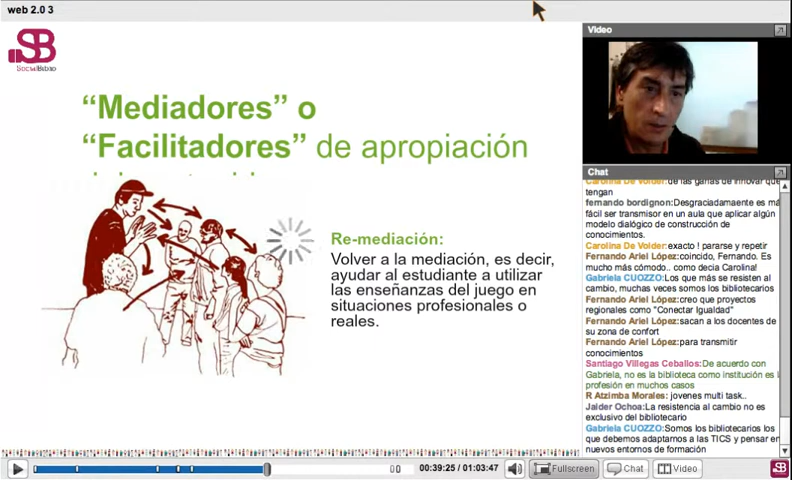 web 2.0 3
SB
SocialBiblio
“Mediadores” o
“Facilitadores” de apropiación
Re-mediación:
Volver a la mediación, es decir,
ayudar al estudiante a utilizar
las enseñanzas del juego en
situaciones profesionales o
reales.
Video
Chat
Carolina De Volder:de las ganas de innovar que
tengan
fernando bordignon:Desgraciadamaente es má
fácil ser transmisor en un aula que aplicar algún
modelo dialógico de construcción de
conocimientos.
Carolina De Volder:exacto ! pararse y repetir
Fernando Ariel López:coincido, Fernando. Es
mucho más cómodo.. como decia Carolina!
Gabriela CUOZZO:Los que más se resisten al
cambio, muchas veces somos los bibliotecarios
Fernando Ariel López:creo que proyectos
regionales como "Conectar Igualdad"
Fernando Ariel López:sacan a los docentes de
su zona de confort
Fernando Ariel López:para transmitir
conocimientos
Santiago Villegas Ceballos:De acuerdo con
Gabriela, no es la biblioteca como institución es l
profesión en muchos casos
R Atzimba Morales: jovenes multi task..
Jalder Ochoa:La resistencia al cambio no es
exclusivo del bibliotecario
Gabriela CUOZZO:Somos los bibliotecarios los
que debemos adaptarnos a las TICS y pensar en
nuevos entornos de formación
00:39:25 / 01:03:47
Fullscreen
Chat
Video
SB